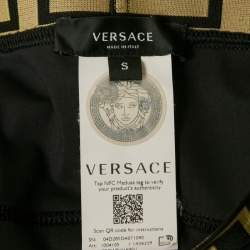 VERSACE
MADE IN ITALY
S
VERSACE
Tap NFC Medusa tag to verify
your product's authenticity
Scan QR code for instructions